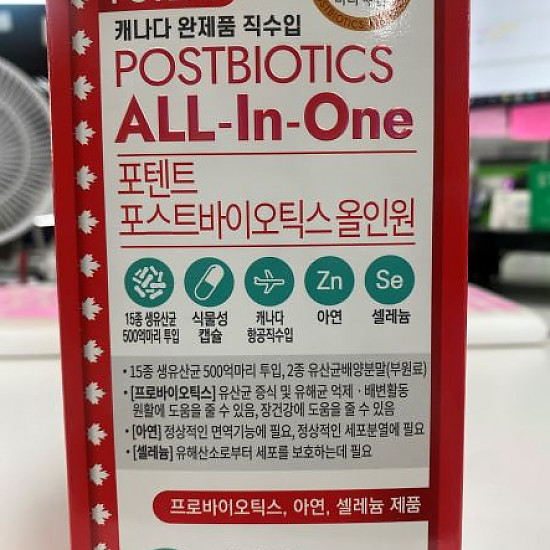 캐나다 완제품 직수입
POSTBIOTICS
ALL-In-One
포텐트
포스트바이오틱스 올인원
Zn
Se
15종 생유산균
500억마리 투입
식물성
캡슐
캐나다
항공직수입
아연
셀레늄
• 15종 생유산균 500억마리 투입, 2종 유산균배양분말(부원료)
• [프로바이오틱스] 유산균 증식 및 유해균 억제 · 배변활동
원활에 도움을 줄 수 있음, 장건강에 도움을 줄 수 있음
• [아연] 정상적인 면역기능에 필요, 정상적인 세포분열에 필요
• [셀레늄] 유해산소로부터 세포를 보호하는데 필요
프로바이오틱스, 아연, 셀레늄 제품